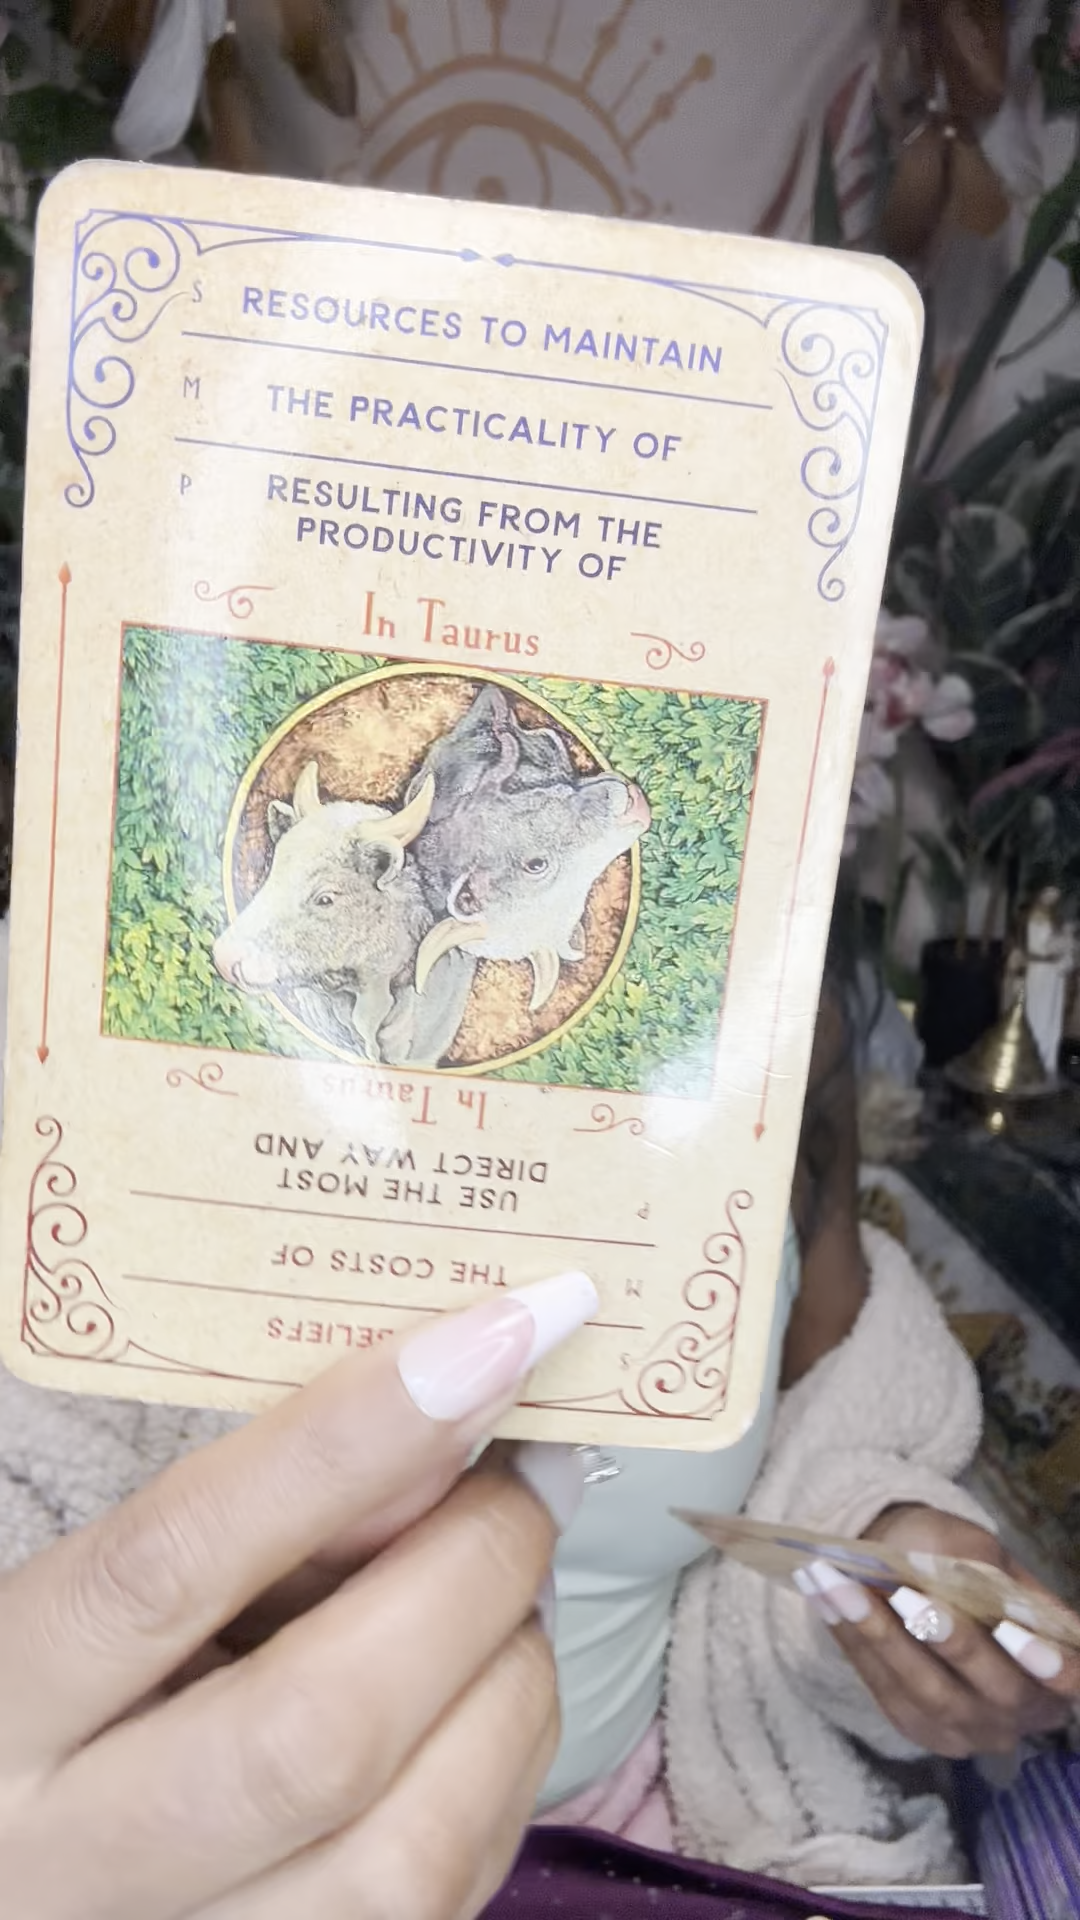 S RESOURCES TO MAINTAIN
M THE PRACTICALITY OF
P RESULTING FROM THE
PRODUCTIVITY OF
In Taurus
In Taurus
P USE THE MOST
DIRECT WAY AND
M THE COSTS OF
S